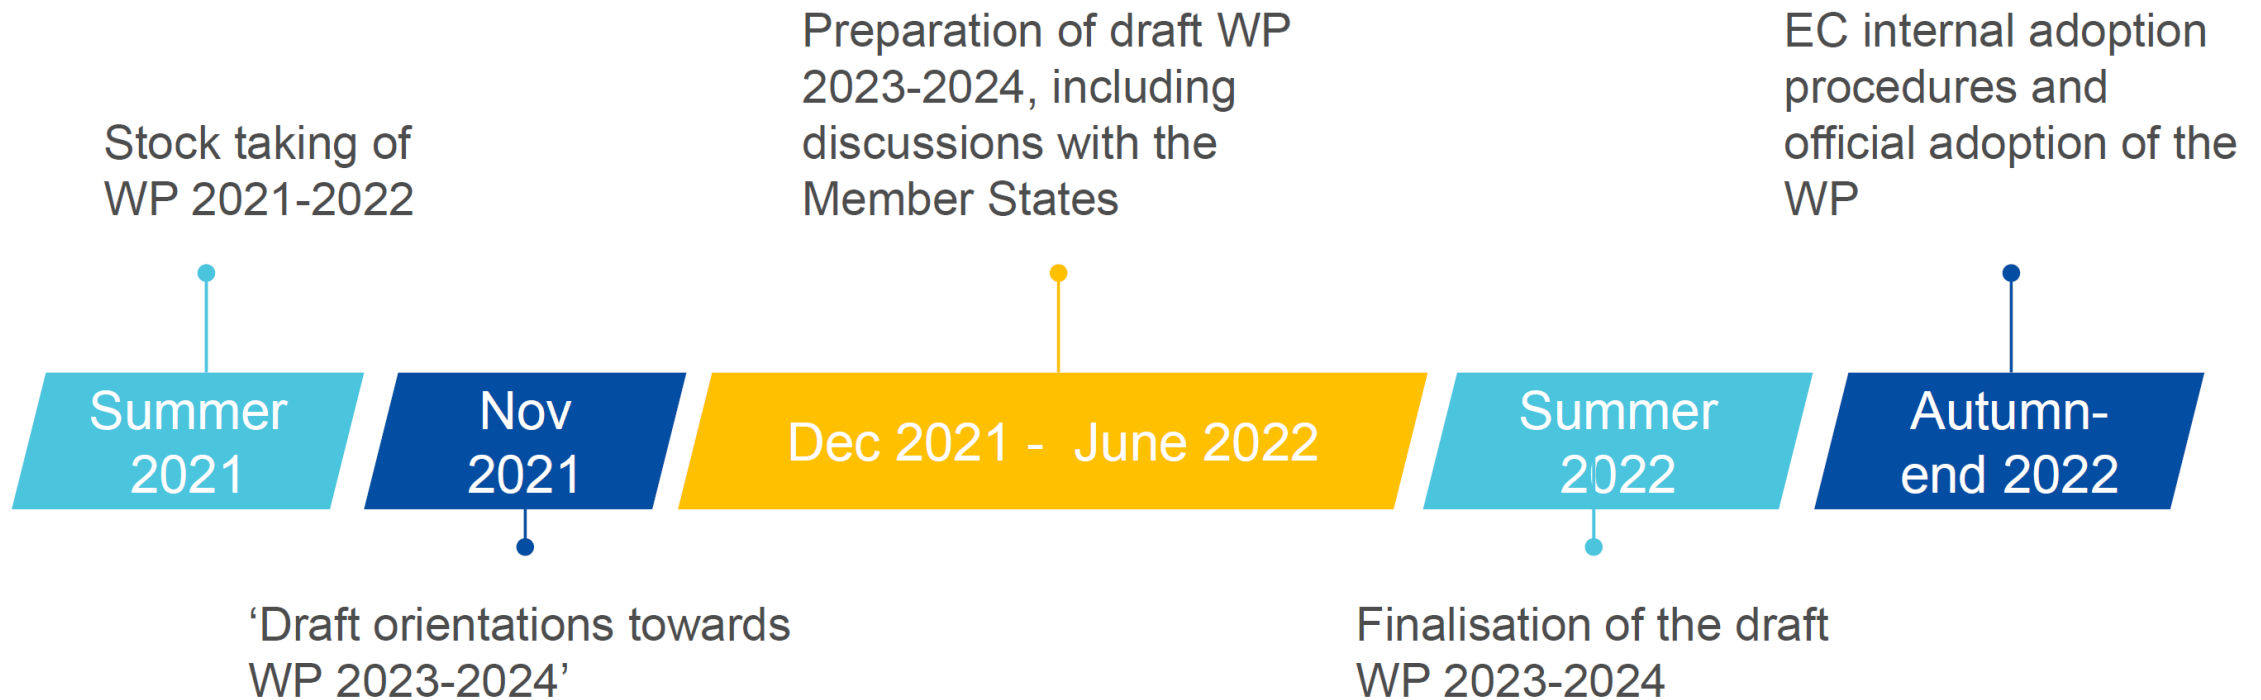 Preparation of draft WP
2023-2024, including
discussions with the
Member States
EC internal adoption
procedures and
official adoption of the
WP
Stock taking of
WP 2021-2022
Summer
2021
Nov
2021
Dec 2021 -  June 2022
Summer
2022
Autumn-
end 2022
‘Draft orientations towards
WP 2023-2024’
Finalisation of the draft
WP 2023-2024